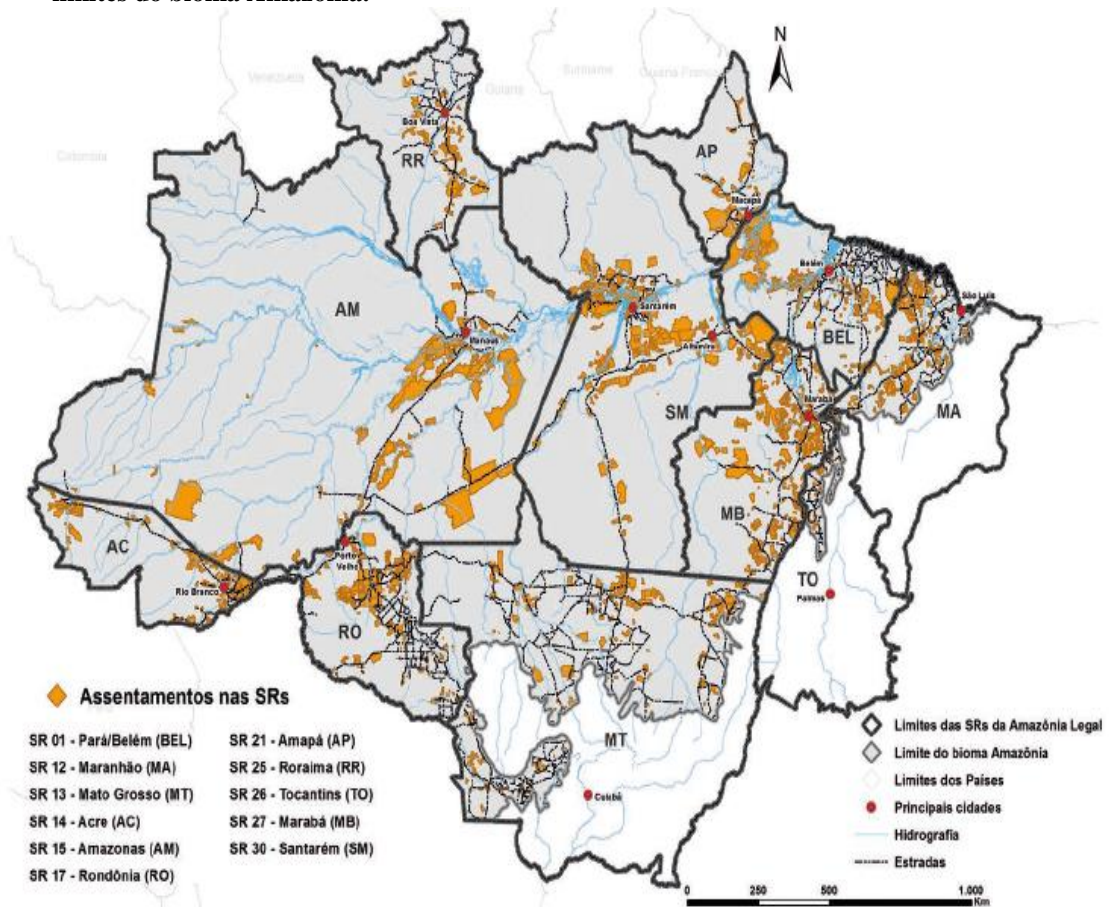 limites do bioma Amazônia.
Venezuela
Suriname
Guiana Francesa
Guiana
Colombia
N
Boa Vista
RR
AP
Macapá
Belém
São Luis
AM
Santarém
Manaus
Altamira
BEL
SM
Marabá
MA
MB
AC
Porto
Velho
TO
Rio Branco
Palmas
RO
MT
Cuiabá
Assentamentos nas SRs
SR 01 - Pará/Belém (BEL)
SR 12 - Maranhão (MA)
SR 13 - Mato Grosso (MT)
SR 14 - Acre (AC)
SR 15 - Amazonas (AM)
SR 17 - Rondônia (RO)
SR 21 - Amapá (AP)
SR 25 - Roraima (RR)
SR 26 - Tocantins (TO)
SR 27 - Marabá (MB)
SR 30 - Santarém (SM)
Limites das SRs da Amazônia Legal
Limite do bioma Amazônia
Limites dos Países
Principais cidades
Hidrografia
Estradas
0 250 500 1.000
Km